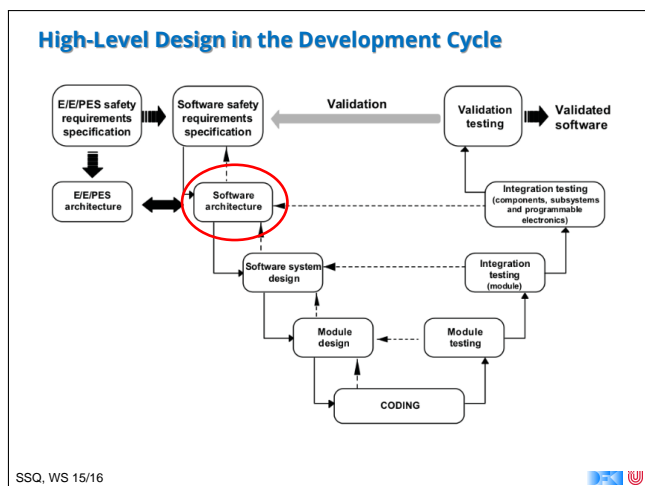 High-Level Design in the Development Cycle
E/E/PES safety
requirements
specification
Software safety
requirements
specification
Validation
Validation
testing
Validated
software
E/E/PES
architecture
Software
architecture
Integration testing
(components, subsystems
and programmable
electronics)
Software system
design
Integration
testing
(module)
Module
design
Module
testing
CODING
SSQ, WS 15/16